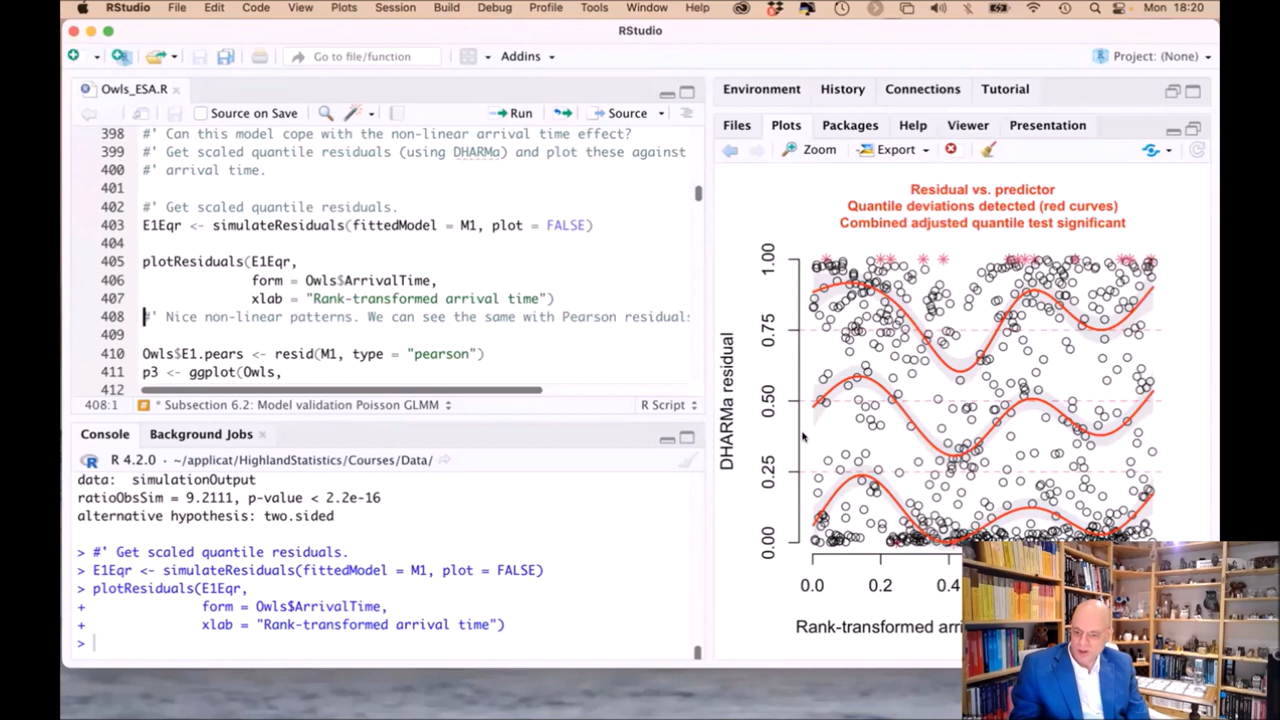 RStudio File Edit Code View Plots Session Build Debug Profile Tools Window Help Mon 18:20
RStudio
Go to file/function Addins Project: (None)
Owls_ESA.R
Source on Save Run Source
398 #' Can this model cope with the non-linear arrival time effect?
399 #' Get scaled quantile residuals (using DHARMa) and plot these against
400 #' arrival time.
401
402 #' Get scaled quantile residuals.
403 E1Eqr <- simulateResiduals(fittedModel = M1, plot = FALSE)
404
405 plotResiduals(E1Eqr,
406 form = Owls$ArrivalTime,
407 xlab = "Rank-transformed arrival time")
408 #' Nice non-linear patterns. We can see the same with Pearson residual:
409
410 Owls$E1.pears <- resid(M1, type = "pearson")
411 p3 <- ggplot(Owls,
412
408:1 # * Subsection 6.2: Model validation Poisson GLMM R Script
Console Background Jobs
R R 4.2.0 · ~/applicat/HighlandStatistics/Courses/Data/
data: simulationOutput
ratioObsSim = 9.2111, p-value < 2.2e-16
alternative hypothesis: two.sided
> #' Get scaled quantile residuals.
> E1Eqr <- simulateResiduals(fittedModel = M1, plot = FALSE)
> plotResiduals(E1Eqr,
+ form = Owls$ArrivalTime,
+ xlab = "Rank-transformed arrival time")
>
Environment History Connections Tutorial
Files Plots Packages Help Viewer Presentation
Zoom Export
Residual vs. predictor
Quantile deviations detected (red curves)
Combined adjusted quantile test significant
DHARMa residual
1.00
0.75
0.50
0.25
0.00
0.0 0.2 0.4
Rank-transformed arri